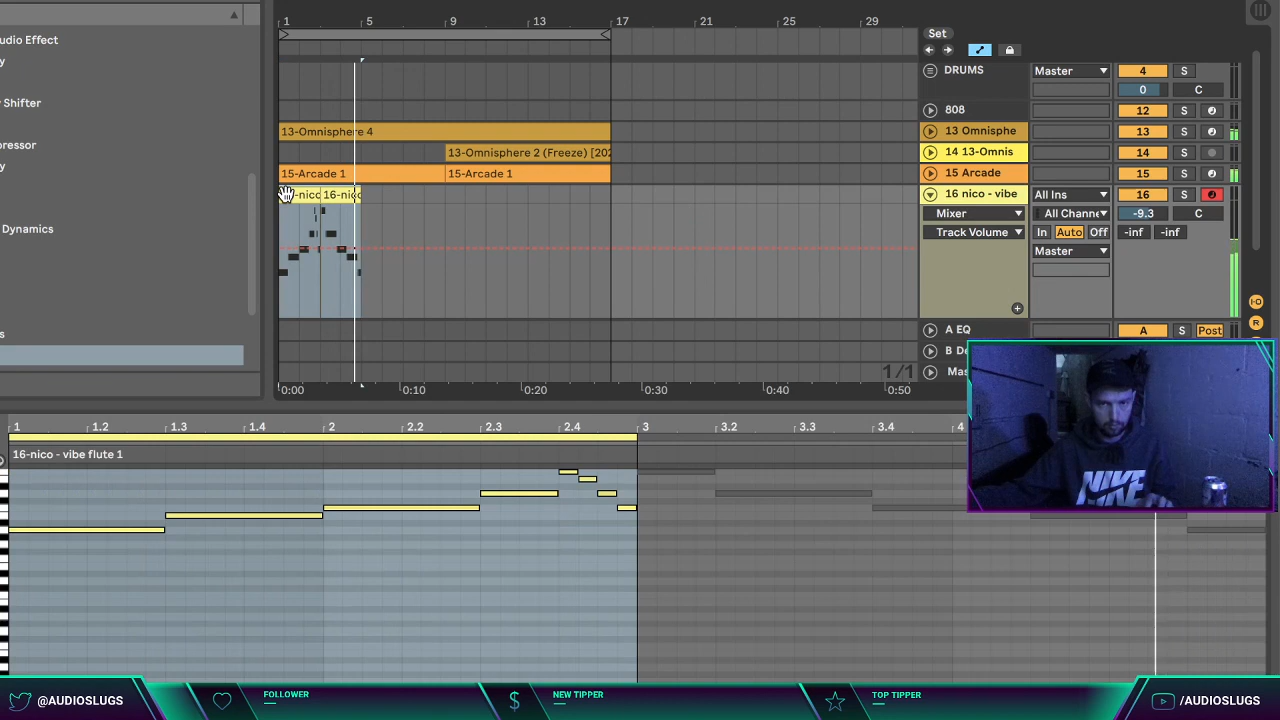 1 5 9 13 17 21 25 29
Set
udio Effect
y
y Shifter
pressor
y
Dynamics
s
DRUMS Master 4 S
0 C
808 12 S
13-Omnisphere 4 13 Omnisphe 13 S
13-Omnisphere 2 (Freeze) [202 14 13-Omnis 14 S
15-Arcade 1 15-Arcade 1 15 Arcade 15 S
-nico 16-nico 16 nico - vibe All Ins 16 S
Mixer All Channe -9.3 C
Track Volume In Auto Off -inf -inf
Master
A EQ A S Post
B De
Mas
1/1
0:00 0:10 0:20 0:30 0:40 0:50
I·O
R
1 1.2 1.3 1.4 2 2.2 2.3 2.4 3 3.2 3.3 3.4 4
16-nico - vibe flute 1
NIKE
@AUDIOSLUGS FOLLOWER NEW TIPPER TOP TIPPER /AUDIOSLUGS